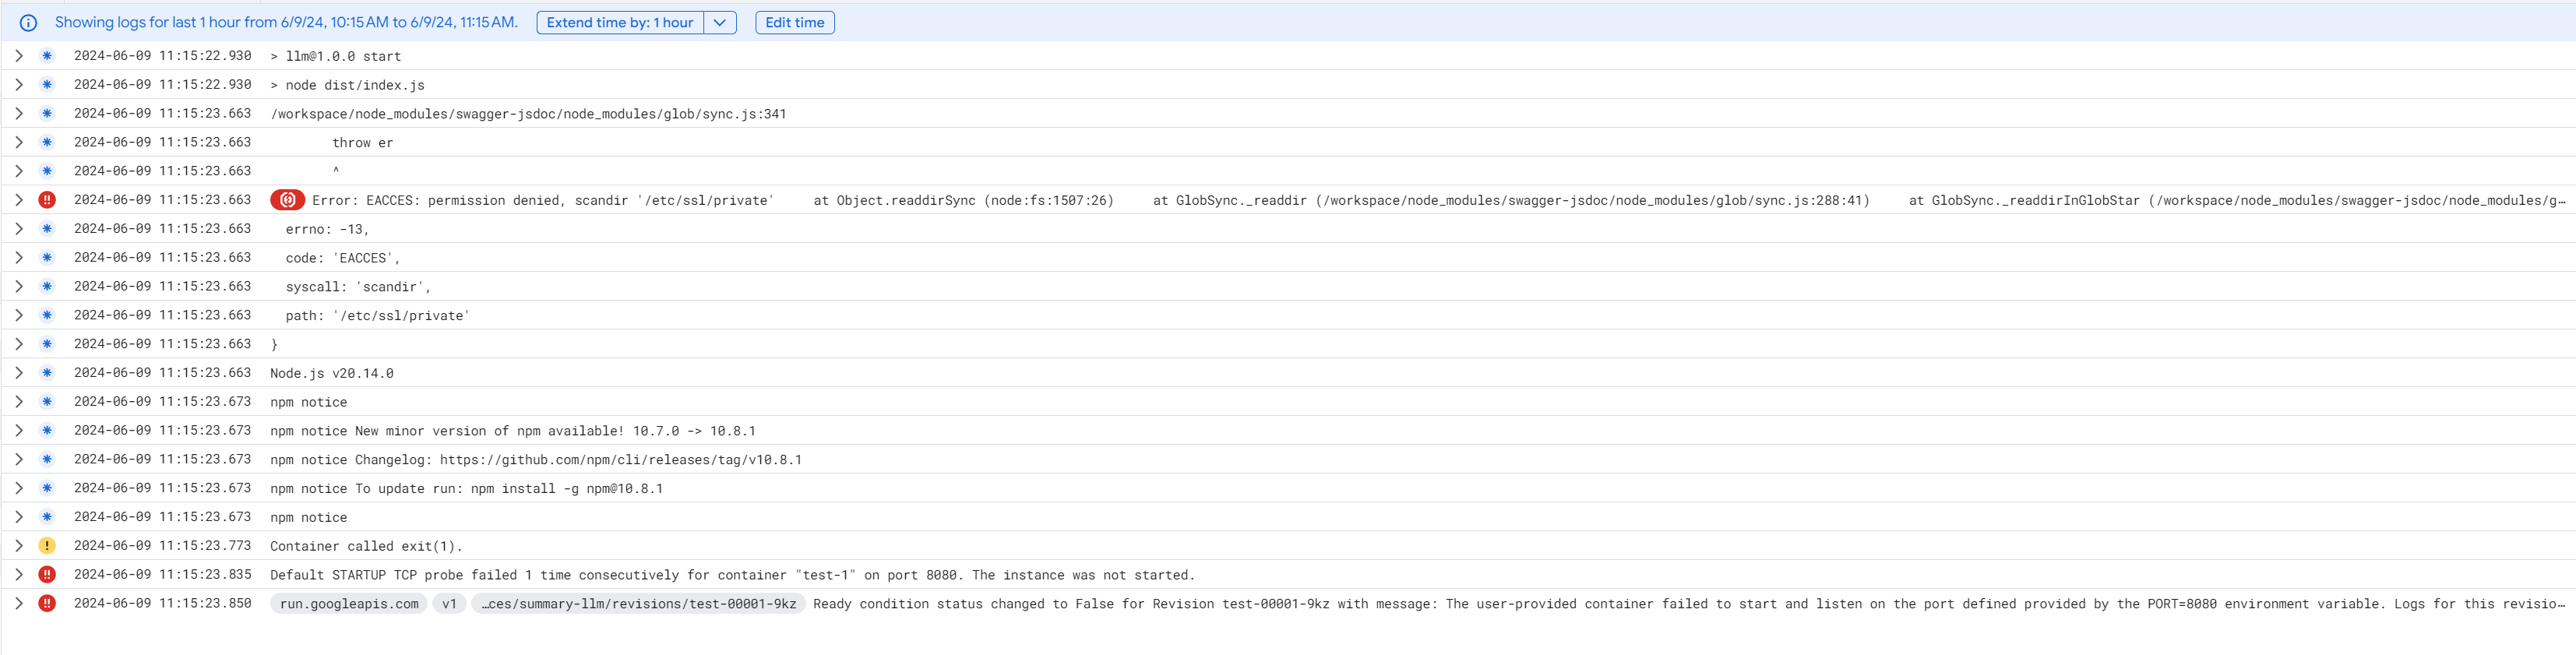 Showing logs for last 1 hour from 6/9/24, 10:15 AM to 6/9/24, 11:15 AM. Extend time by: 1 hour Edit time
2024-06-09 11:15:22.930 > llm@1.0.0 start
2024-06-09 11:15:22.930 > node dist/index.js
2024-06-09 11:15:23.663 /workspace/node_modules/swagger-jsdoc/node_modules/glob/sync.js:341
2024-06-09 11:15:23.663 throw er
2024-06-09 11:15:23.663 ^
2024-06-09 11:15:23.663 Error: EACCES: permission denied, scandir '/etc/ssl/private' at Object.readdirSync (node:fs:1507:26) at GlobSync._readdir (/workspace/node_modules/swagger-jsdoc/node_modules/glob/sync.js:288:41) at GlobSync._readdirInGlobStar (/workspace/node_modules/swagger-jsdoc/node_modules/g…
2024-06-09 11:15:23.663 errno: -13,
2024-06-09 11:15:23.663 code: 'EACCES',
2024-06-09 11:15:23.663 syscall: 'scandir',
2024-06-09 11:15:23.663 path: '/etc/ssl/private'
2024-06-09 11:15:23.663 }
2024-06-09 11:15:23.663 Node.js v20.14.0
2024-06-09 11:15:23.673 npm notice
2024-06-09 11:15:23.673 npm notice New minor version of npm available! 10.7.0 -> 10.8.1
2024-06-09 11:15:23.673 npm notice Changelog: https://github.com/npm/cli/releases/tag/v10.8.1
2024-06-09 11:15:23.673 npm notice To update run: npm install -g npm@10.8.1
2024-06-09 11:15:23.673 npm notice
2024-06-09 11:15:23.773 Container called exit(1).
2024-06-09 11:15:23.835 Default STARTUP TCP probe failed 1 time consecutively for container "test-1" on port 8080. The instance was not started.
2024-06-09 11:15:23.850 run.googleapis.com v1 …ces/summary-llm/revisions/test-00001-9kz Ready condition status changed to False for Revision test-00001-9kz with message: The user-provided container failed to start and listen on the port defined provided by the PORT=8080 environment variable. Logs for this revisio…